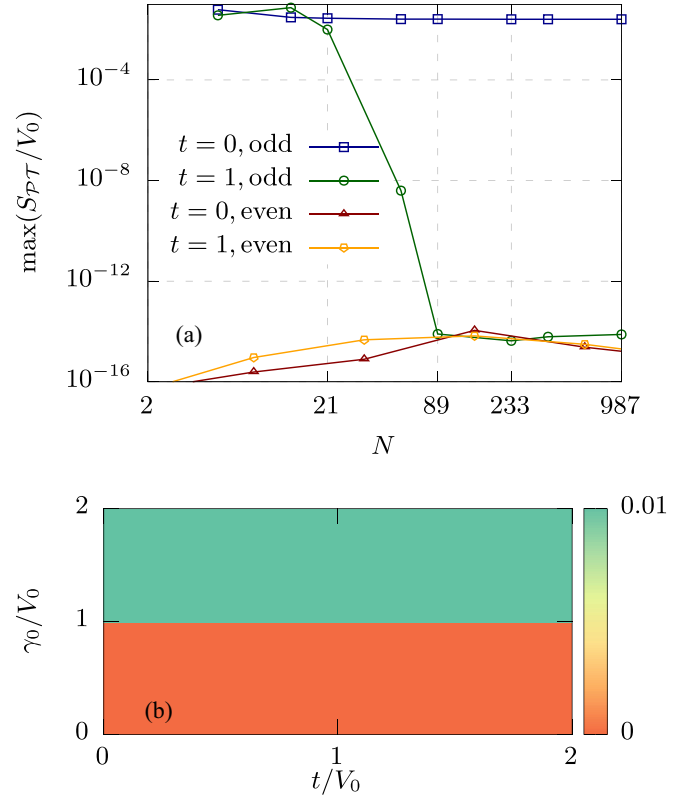 max(S_{𝒫𝒯}/V_0)
10^{-4}
10^{-8}
10^{-12}
10^{-16}
t = 0, odd
t = 1, odd
t = 0, even
t = 1, even
(a)
2 21 89 233 987
N
γ_0/V_0
2
1
0
(b)
0 1 2
t/V_0
0.01
0